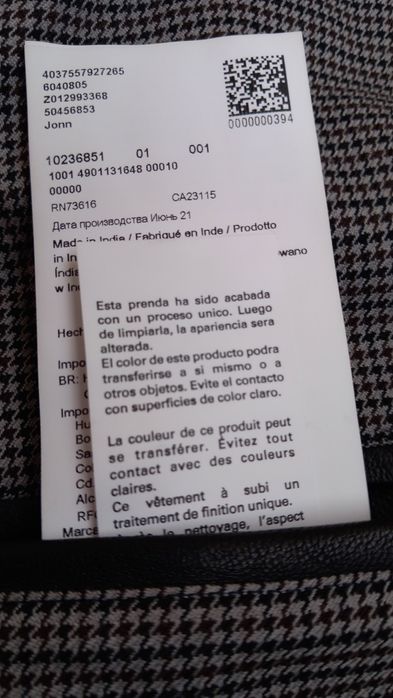 4037557927265
6040805
Z012993368
50456853
Jonn
0000000394
10236851 01 001
1001 4901131648 00010
00000
RN73616 CA23115
Дата производства Июнь 21
Made in India / Fabriqué en Inde / Prodotto
in In
wano
Índia
w In
Hech
Impo
BR: H
Impo
Hu
Bo
Sa
Co
Cd.
Alc
RF
Marca
Esta prenda ha sido acabada
con un proceso unico. Luego
de limpiarla, la apariencia sera
alterada.
El color de este producto podra
transferirse a si mismo o a
otros objetos. Evite el contacto
con superficies de color claro.
La couleur de ce produit peut
se transférer. Évitez tout
contact avec des couleurs
claires.
Ce vêtement à subi un
traitement de finition unique.
le nettoyage, l'aspect